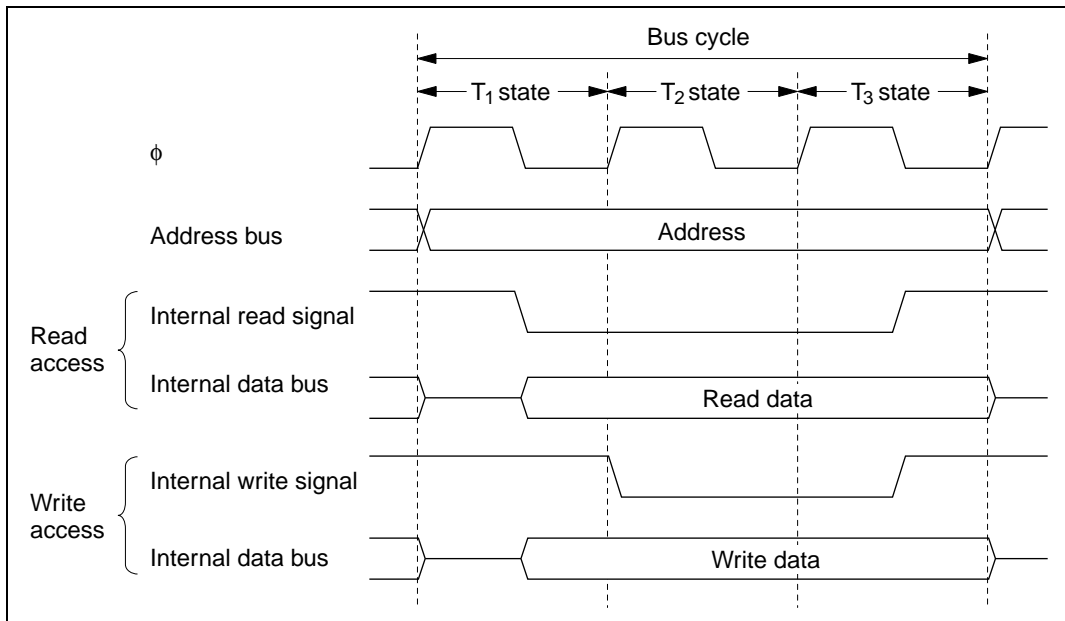 Bus cycle
T₁ state T₂ state T₃ state
ϕ
Address bus Address
Read access
Internal read signal
Internal data bus Read data
Write access
Internal write signal
Internal data bus Write data